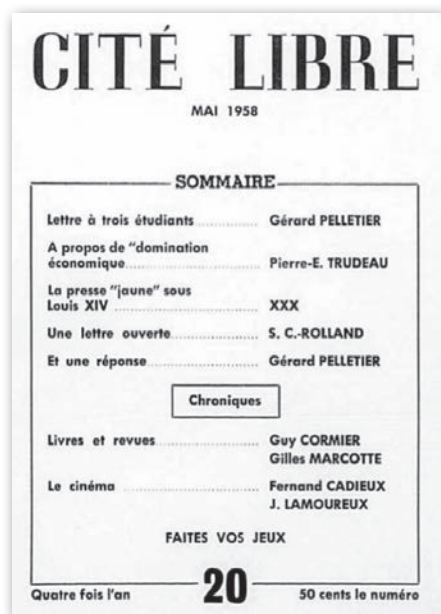 CITÉ LIBRE
MAI 1958
SOMMAIRE
Lettre à trois étudiants Gérard PELLETIER
A propos de "domination
économique Pierre-E. TRUDEAU
La presse "jaune" sous
Louis XIV XXX
Une lettre ouverte S. C.-ROLLAND
Et une réponse Gérard PELLETIER
Chroniques
Livres et revues Guy CORMIER
Gilles MARCOTTE
Le cinéma Fernand CADIEUX
J. LAMOUREUX
FAITES VOS JEUX
Quatre fois l'an 20 50 cents le numéro